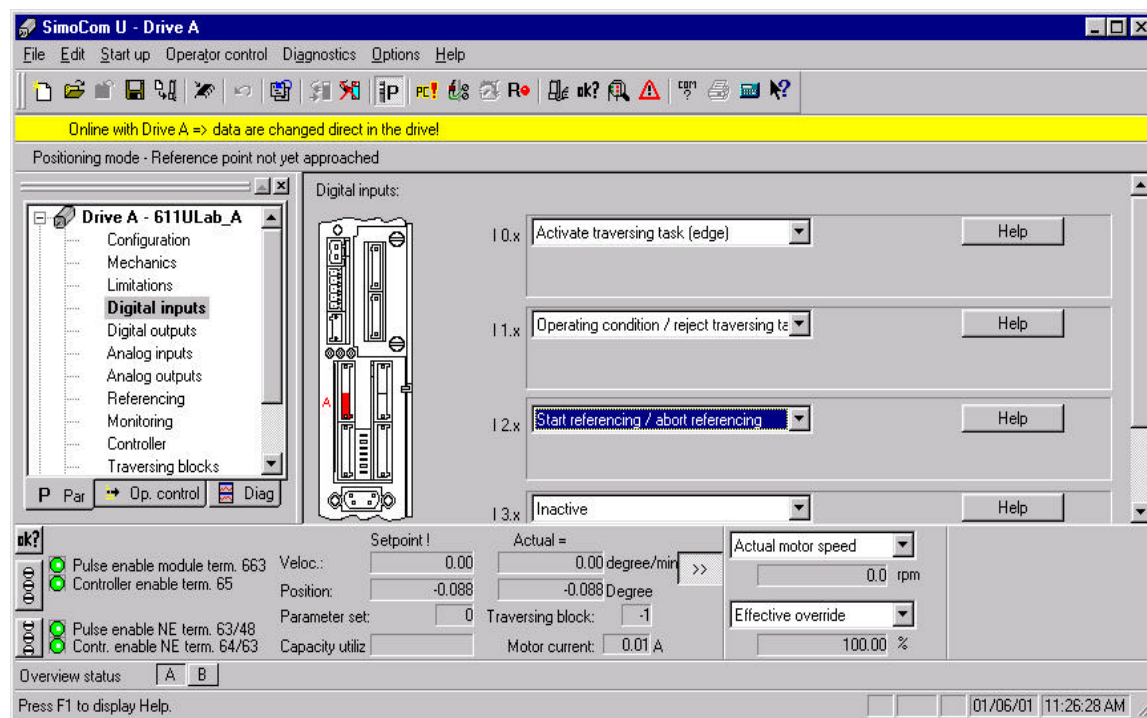 SimoCom U - Drive A
File Edit Start up Operator control Diagnostics Options Help
P PC! R ok? com?
Online with Drive A => data are changed direct in the drive!
Positioning mode - Reference point not yet approached
Drive A - 611ULab_A
Configuration
Mechanics
Limitations
Digital inputs
Digital outputs
Analog inputs
Analog outputs
Referencing
Monitoring
Controller
Traversing blocks
P Par Op. control Diag
Digital inputs:
A
I 0.x Activate traversing task (edge) Help
I 1.x Operating condition / reject traversing ta Help
I 2.x Start referencing / abort referencing Help
I 3.x Inactive Help
ok?
Pulse enable module term. 663
Controller enable term. 65
Pulse enable NE term. 63/48
Contr. enable NE term. 64/63
Setpoint ! Actual =
Veloc.: 0.00 0.00 degree/min >>
Position: -0.088 -0.088 Degree
Parameter set: 0 Traversing block: -1
Capacity utiliz Motor current: 0.01 A
Actual motor speed
0.0 rpm
Effective override
100.00 %
Overview status A B
Press F1 to display Help. 01/06/01 11:26:28 AM